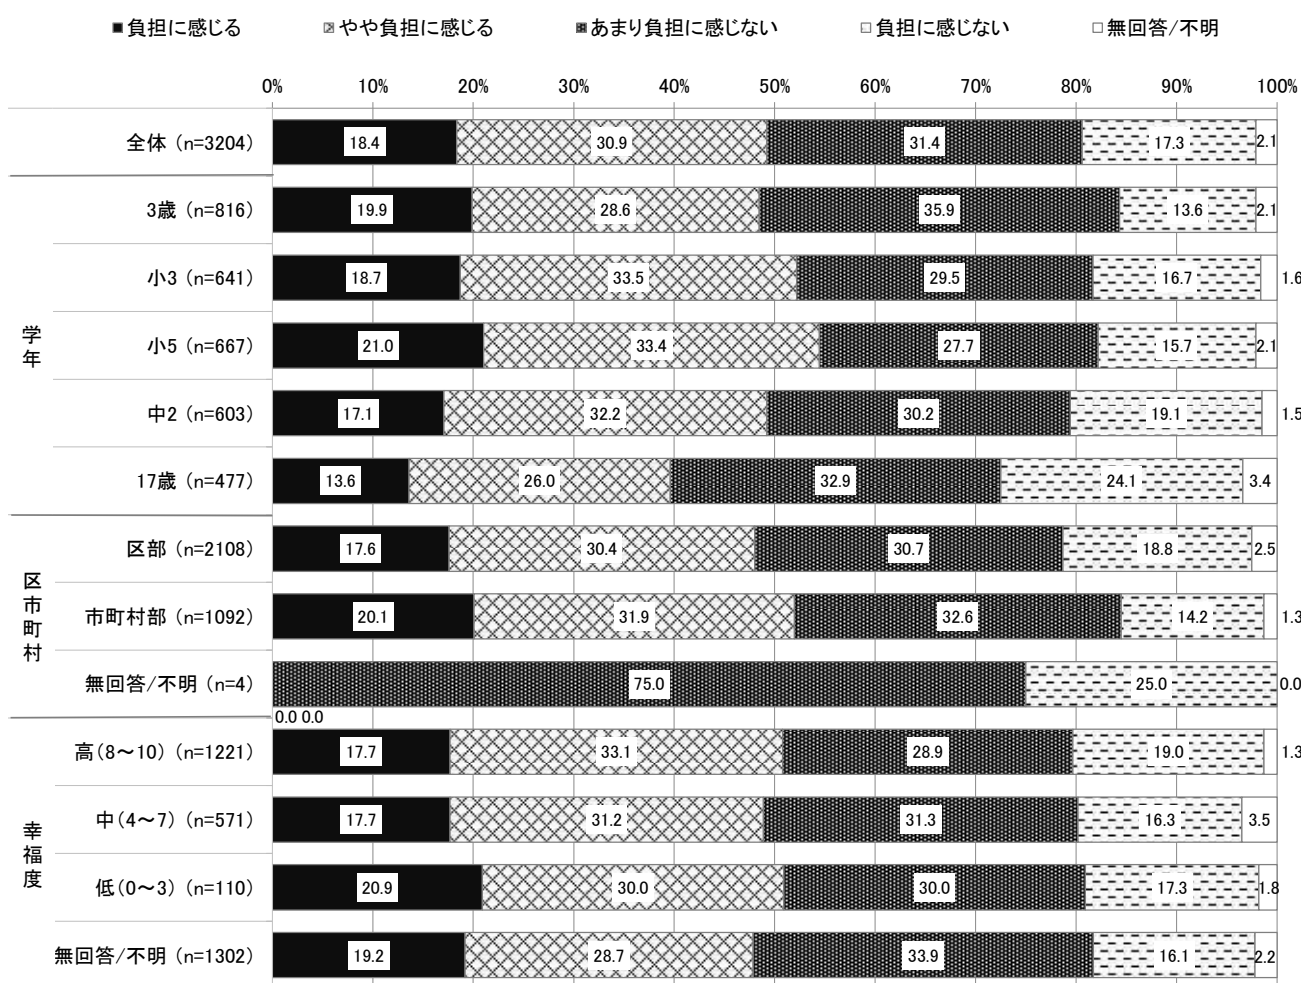 ■負担に感じる ☒やや負担に感じる ■あまり負担に感じない □負担に感じない □無回答/不明
0% 10% 20% 30% 40% 50% 60% 70% 80% 90% 100%
全体 (n=3204) 18.4 30.9 31.4 17.3 2.1
学年
3歳 (n=816) 19.9 28.6 35.9 13.6 2.1
小3 (n=641) 18.7 33.5 29.5 16.7 1.6
小5 (n=667) 21.0 33.4 27.7 15.7 2.1
中2 (n=603) 17.1 32.2 30.2 19.1 1.5
17歳 (n=477) 13.6 26.0 32.9 24.1 3.4
区市町村
区部 (n=2108) 17.6 30.4 30.7 18.8 2.5
市町村部 (n=1092) 20.1 31.9 32.6 14.2 1.3
無回答/不明 (n=4) 75.0 25.0 0.0
0.0 0.0
幸福度
高(8～10) (n=1221) 17.7 33.1 28.9 19.0 1.3
中(4～7) (n=571) 17.7 31.2 31.3 16.3 3.5
低(0～3) (n=110) 20.9 30.0 30.0 17.3 1.8
無回答/不明 (n=1302) 19.2 28.7 33.9 16.1 2.2